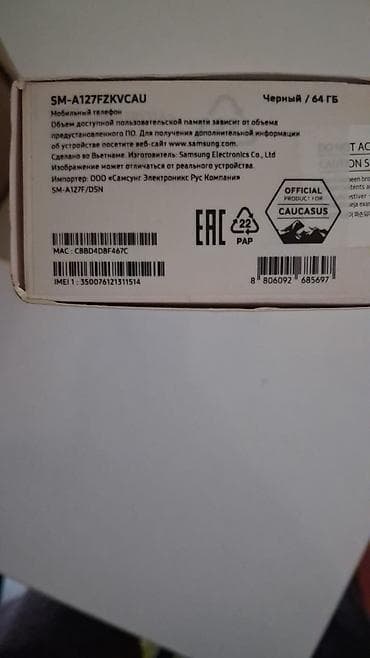 SM-A127FZKVCAU
Черный / 64 ГБ
Мобильный телефон
Объем доступной пользовательской памяти зависит от объема
предустановленного ПО. Для получения дополнительной информации
об устройстве посетите веб-сайт www.samsung.com.
Сделано во Вьетнаме. Изготовитель: Samsung Electronics Co., Ltd
Изображение может отличаться от реального устройства.
Импортер: ООО «Самсунг Электроникс Рус Компани»
SM-A127F/DSN
OFFICIAL
PRODUCT FOR
CAUCASUS
EAC
22
PAP
MAC : CBBD4D8F467C
IMEI 1 : 350076121311514
8 806092 685697
T AC